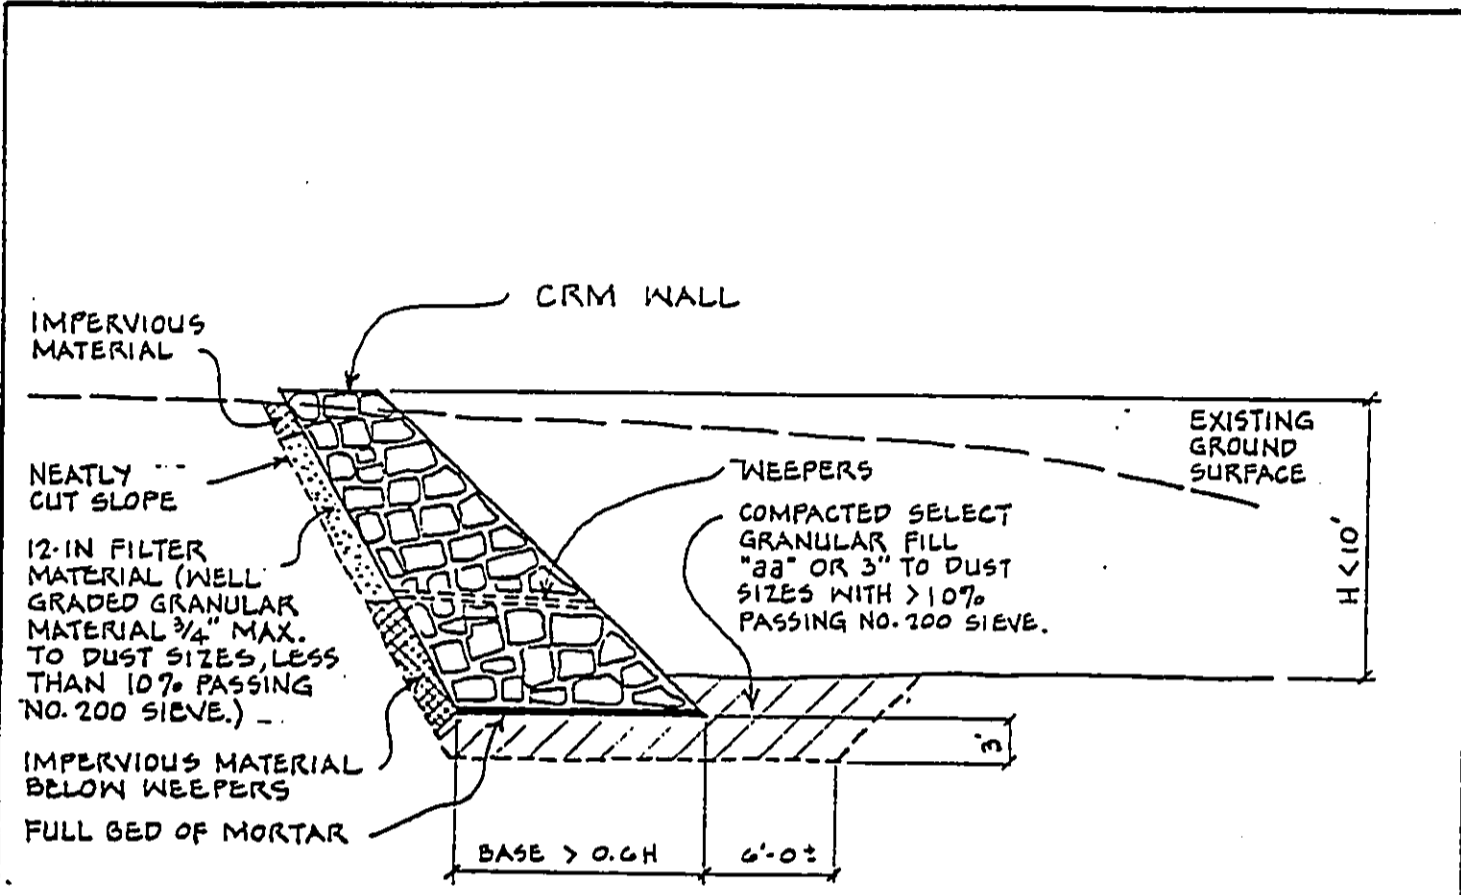 CRM WALL
IMPERVIOUS
MATERIAL
NEATLY
CUT SLOPE
12-IN FILTER
MATERIAL (WELL
GRADED GRANULAR
MATERIAL 3/4" MAX.
TO DUST SIZES, LESS
THAN 10% PASSING
NO. 200 SIEVE.)
IMPERVIOUS MATERIAL
BELOW WEEPERS
FULL BED OF MORTAR
WEEPERS
COMPACTED SELECT
GRANULAR FILL
"aa" OR 3" TO DUST
SIZES WITH >10%
PASSING NO. 200 SIEVE.
EXISTING
GROUND
SURFACE
H<10'
3'
BASE > 0.6H
6'-0±